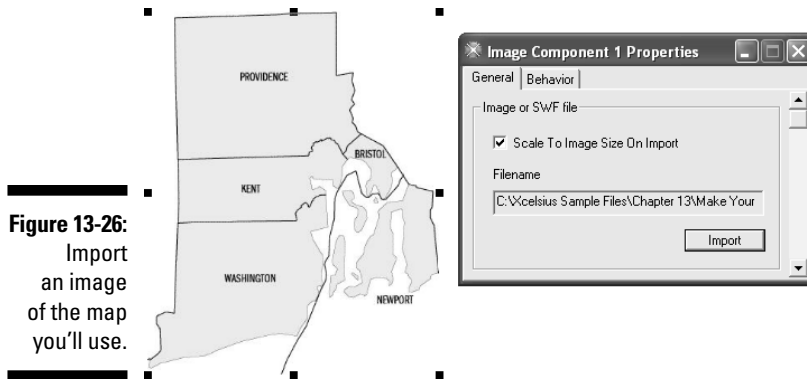 PROVIDENCE
BRISTOL
KENT
WASHINGTON
NEWPORT
Image Component 1 Properties
General
Behavior
Image or SWF file
Scale To Image Size On Import
Filename
C:\Xcelsius Sample Files\Chapter 13\Make Your
Import
Figure 13-26:
Import
an image
of the map
you'll use.